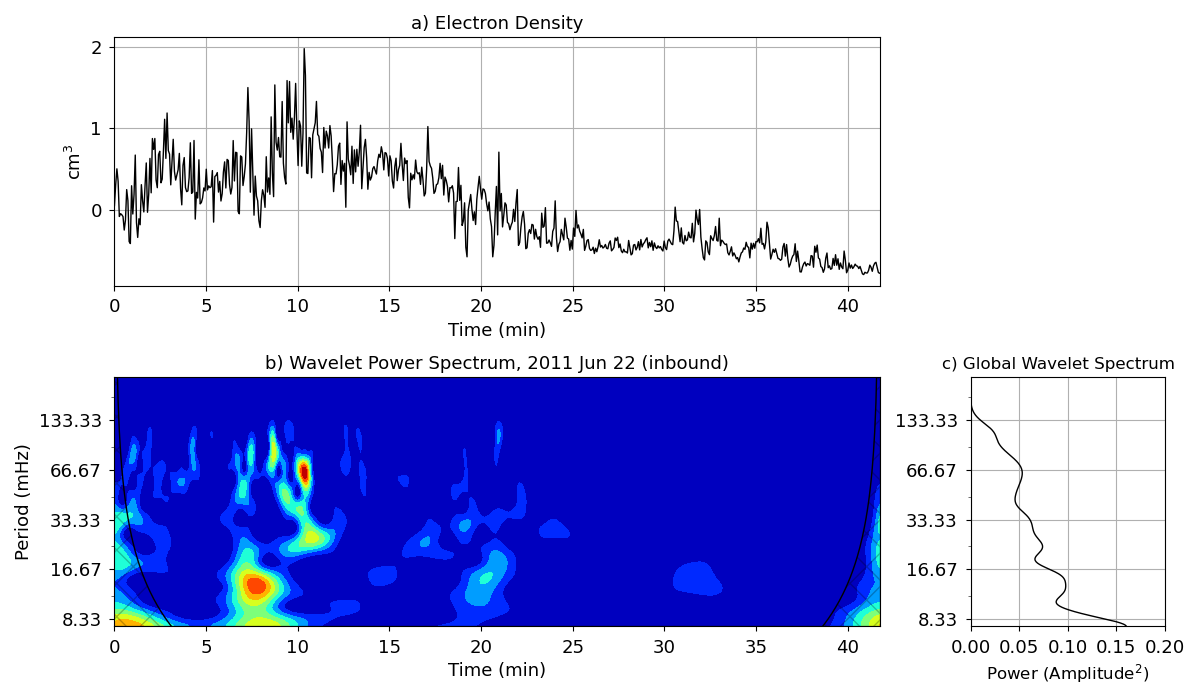 a) Electron Density
2
1
0
cm³
0 5 10 15 20 25 30 35 40
Time (min)
b) Wavelet Power Spectrum, 2011 Jun 22 (inbound)
133.33
66.67
33.33
16.67
8.33
Period (mHz)
0 5 10 15 20 25 30 35 40
Time (min)
c) Global Wavelet Spectrum
133.33
66.67
33.33
16.67
8.33
0.00 0.05 0.10 0.15 0.20
Power (Amplitude²)